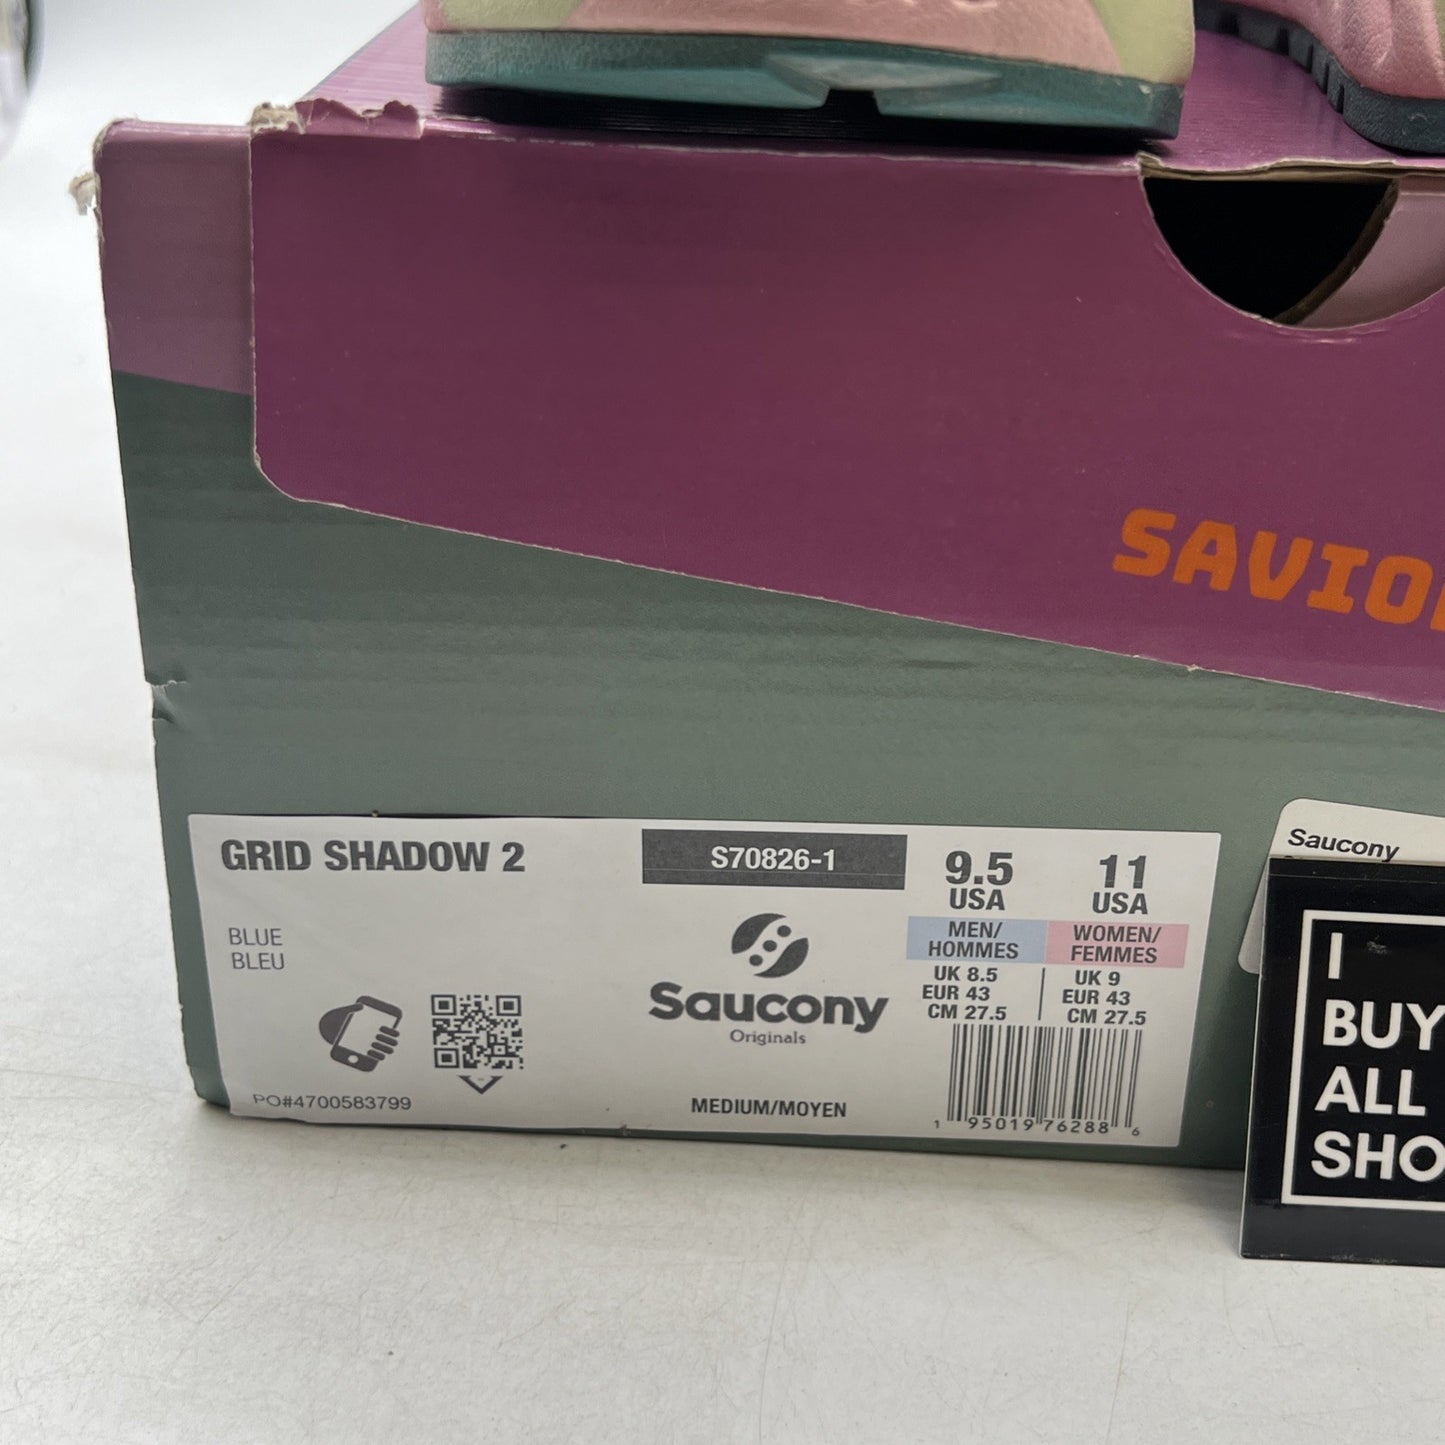 SAVIO
GRID SHADOW 2
S70826-1
9.5
USA
11
USA
MEN/
HOMMES
WOMEN/
FEMMES
UK 8.5
EUR 43
CM 27.5
UK 9
EUR 43
CM 27.5
BLUE
BLEU
Saucony
Originals
PO#4700583799
MEDIUM/MOYEN
1 95019 76288 6
Saucony
I
BUY
ALL
SHO